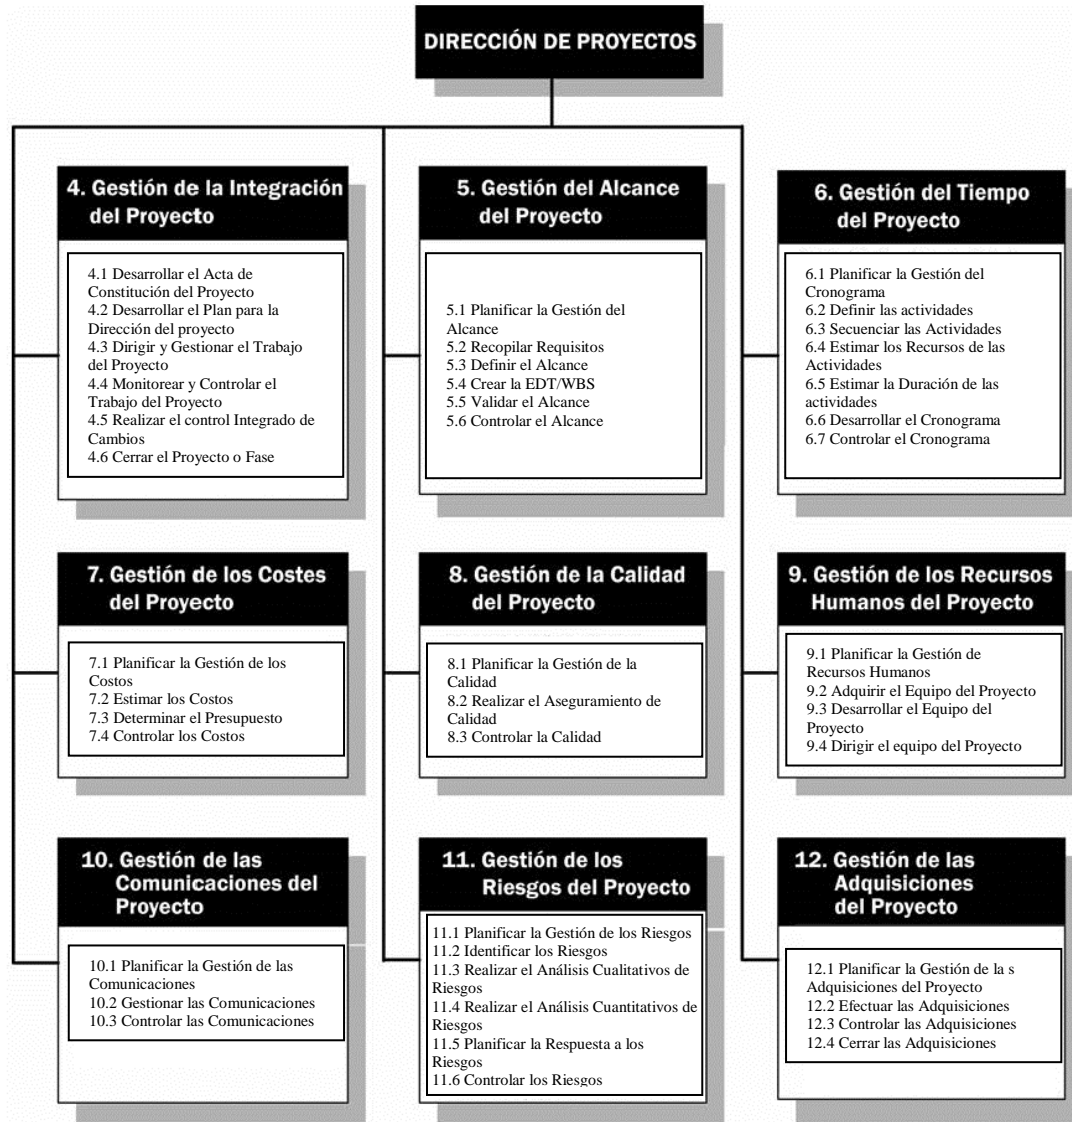 DIRECCIÓN DE PROYECTOS
4. Gestión de la Integración
del Proyecto
4.1 Desarrollar el Acta de
Constitución del Proyecto
4.2 Desarrollar el Plan para la
Dirección del proyecto
4.3 Dirigir y Gestionar el Trabajo
del Proyecto
4.4 Monitorear y Controlar el
Trabajo del Proyecto
4.5 Realizar el control Integrado de
Cambios
4.6 Cerrar el Proyecto o Fase
5. Gestión del Alcance
del Proyecto
5.1 Planificar la Gestión del
Alcance
5.2 Recopilar Requisitos
5.3 Definir el Alcance
5.4 Crear la EDT/WBS
5.5 Validar el Alcance
5.6 Controlar el Alcance
6. Gestión del Tiempo
del Proyecto
6.1 Planificar la Gestión del
Cronograma
6.2 Definir las actividades
6.3 Secuenciar las Actividades
6.4 Estimar los Recursos de las
Actividades
6.5 Estimar la Duración de las
actividades
6.6 Desarrollar el Cronograma
6.7 Controlar el Cronograma
7. Gestión de los Costes
del Proyecto
7.1 Planificar la Gestión de los
Costos
7.2 Estimar los Costos
7.3 Determinar el Presupuesto
7.4 Controlar los Costos
8. Gestión de la Calidad
del Proyecto
8.1 Planificar la Gestión de la
Calidad
8.2 Realizar el Aseguramiento de
Calidad
8.3 Controlar la Calidad
9. Gestión de los Recursos
Humanos del Proyecto
9.1 Planificar la Gestión de
Recursos Humanos
9.2 Adquirir el Equipo del Proyecto
9.3 Desarrollar el Equipo del
Proyecto
9.4 Dirigir el equipo del Proyecto
10. Gestión de las
Comunicaciones del
Proyecto
10.1 Planificar la Gestión de las
Comunicaciones
10.2 Gestionar las Comunicaciones
10.3 Controlar las Comunicaciones
11. Gestión de los
Riesgos del Proyecto
11.1 Planificar la Gestión de los Riesgos
11.2 Identificar los Riesgos
11.3 Realizar el Análisis Cualitativos de
Riesgos
11.4 Realizar el Análisis Cuantitativos de
Riesgos
11.5 Planificar la Respuesta a los
Riesgos
11.6 Controlar los Riesgos
12. Gestión de las
Adquisiciones
del Proyecto
12.1 Planificar la Gestión de la s
Adquisiciones del Proyecto
12.2 Efectuar las Adquisiciones
12.3 Controlar las Adquisiciones
12.4 Cerrar las Adquisiciones